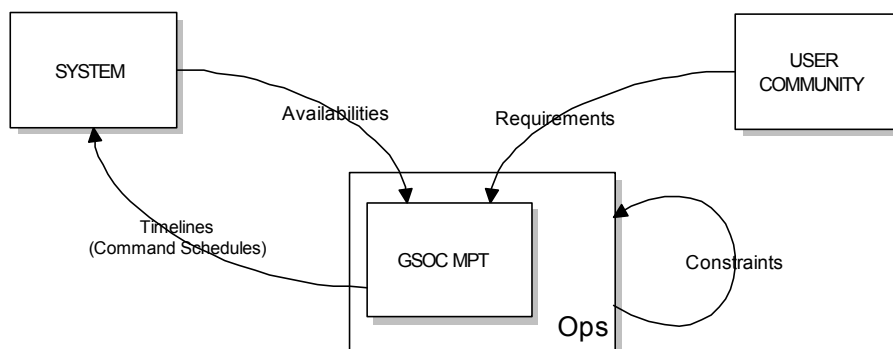 SYSTEM
USER
COMMUNITY
Availabilities
Requirements
Timelines
(Command Schedules)
GSOC MPT
Constraints
Ops